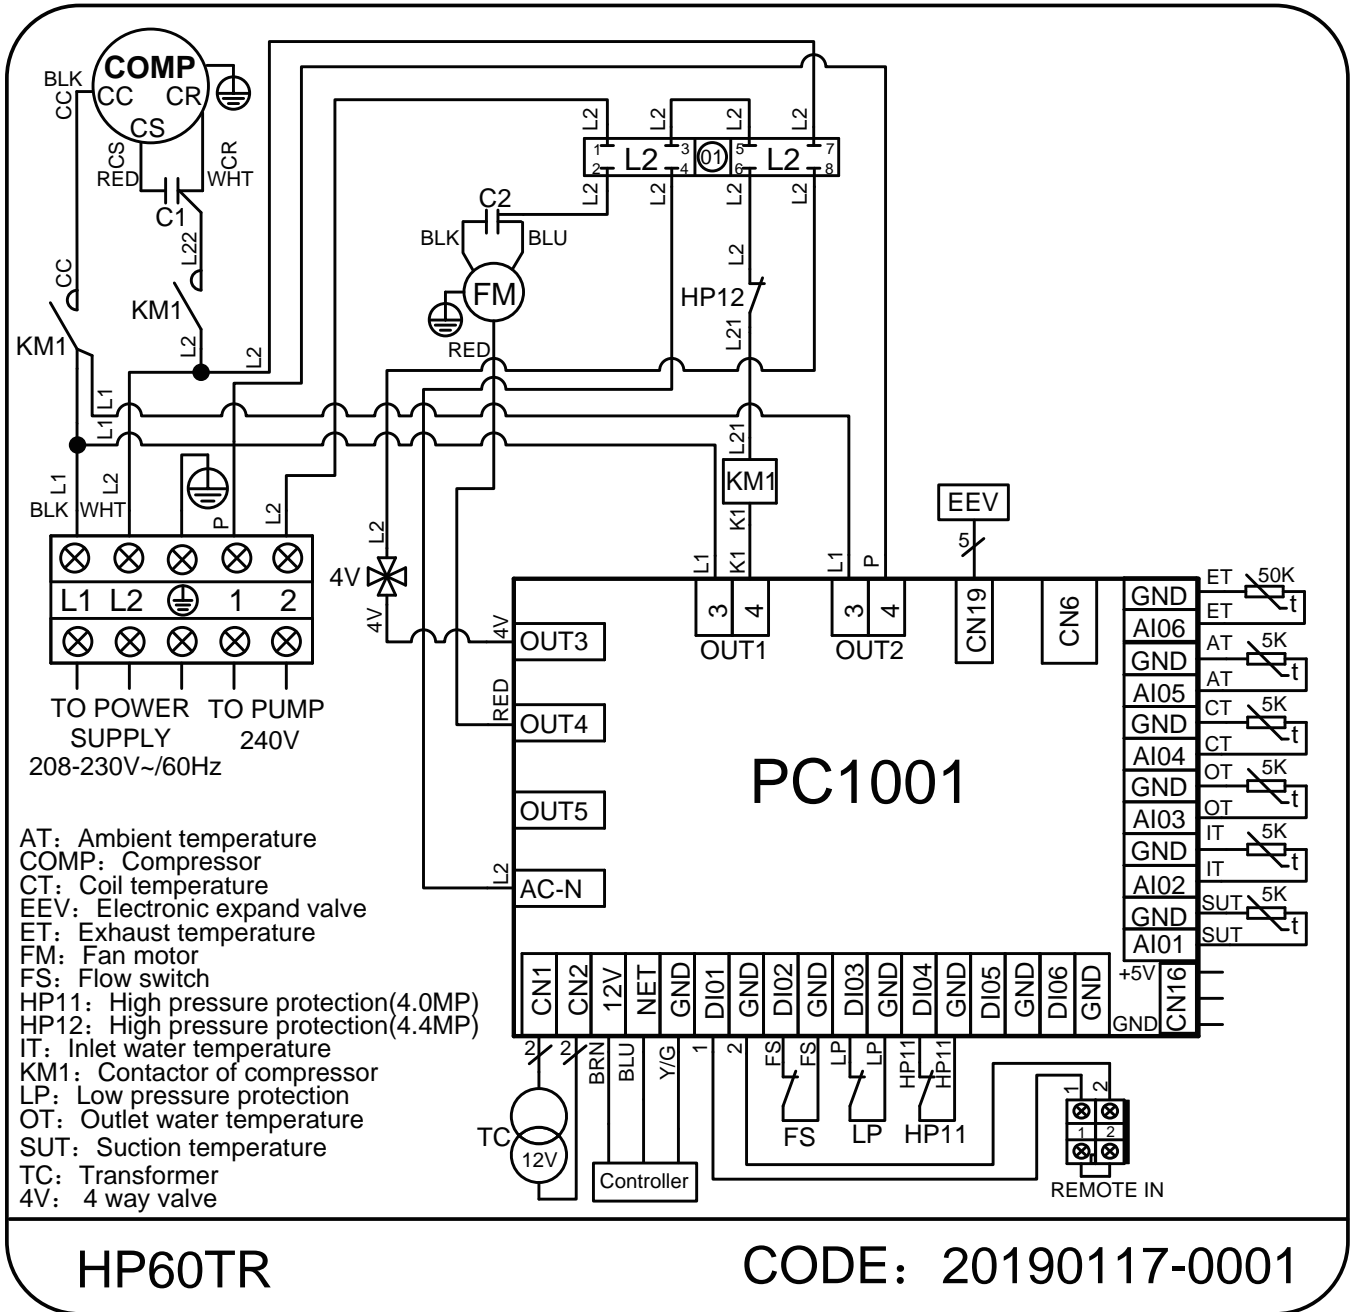 COMP
CC CR
CS
BLK
CC
CS
RED
CR
WHT
C1
L22
CC
KM1
KM1
L2
L2
L1
L1
L1
BLK
L2
WHT
P
L2
L1 L2 1 2
TO POWER SUPPLY
208-230V~/60Hz
TO PUMP
240V
L2 L2 L2 L2
1 3 5 7
L2 01 L2
2 4 6 8
L2 L2 L2 L2
C2
BLK BLU
FM
RED
L2
HP12
L21
L21
KM1
K1
L2
4V
4V
L1 K1
L1 P
EEV
5
4V
OUT3
RED
OUT4
OUT5
L2
AC-N
3 4
OUT1
3 4
OUT2
CN19
CN6
PC1001
GND ET 50K
AI06 ET t
GND AT 5K
AI05 AT t
GND CT 5K
AI04 CT t
GND OT 5K
AI03 OT t
GND IT 5K
AI02 IT t
GND SUT 5K
AI01 SUT t
+5V
CN16
GND
CN1 CN2 12V NET GND DI01 GND DI02 GND DI03 GND DI04 GND DI05 GND DI06 GND
2 2 BRN BLU Y/G 1 2 FS FS LP LP HP11 HP11
TC
12V
Controller
FS LP HP11
1 2
1 2
REMOTE IN
AT：Ambient temperature
COMP：Compressor
CT：Coil temperature
EEV：Electronic expand valve
ET：Exhaust temperature
FM：Fan motor
FS：Flow switch
HP11：High pressure protection(4.0MP)
HP12：High pressure protection(4.4MP)
IT：Inlet water temperature
KM1：Contactor of compressor
LP：Low pressure protection
OT：Outlet water temperature
SUT：Suction temperature
TC：Transformer
4V：4 way valve
HP60TR
CODE：20190117-0001